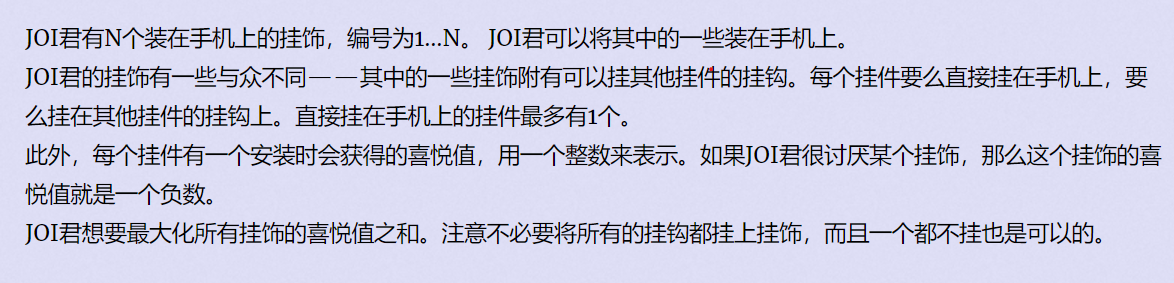 JOI君有N个装在手机上的挂饰，编号为1...N。 JOI君可以将其中的一些装在手机上。
JOI君的挂饰有一些与众不同——其中的一些挂饰附有可以挂其他挂件的挂钩。每个挂件要么直接挂在手机上，要
么挂在其他挂件的挂钩上。直接挂在手机上的挂件最多有1个。
此外，每个挂件有一个安装时会获得的喜悦值，用一个整数来表示。如果JOI君很讨厌某个挂饰，那么这个挂饰的喜
悦值就是一个负数。
JOI君想要最大化所有挂饰的喜悦值之和。注意不必要将所有的挂钩都挂上挂饰，而且一个都不挂也是可以的。